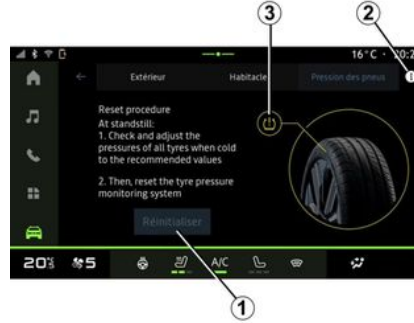 3
2
16°C · 20:2
Extérieur
Habitacle
Pression des pneus
Reset procedure
At standstill:
1. Check and adjust the
pressures of all tyres when cold
to the recommended values
2. Then, reset the tyre pressure
monitoring system
Réinitialiser
5
A/C
1